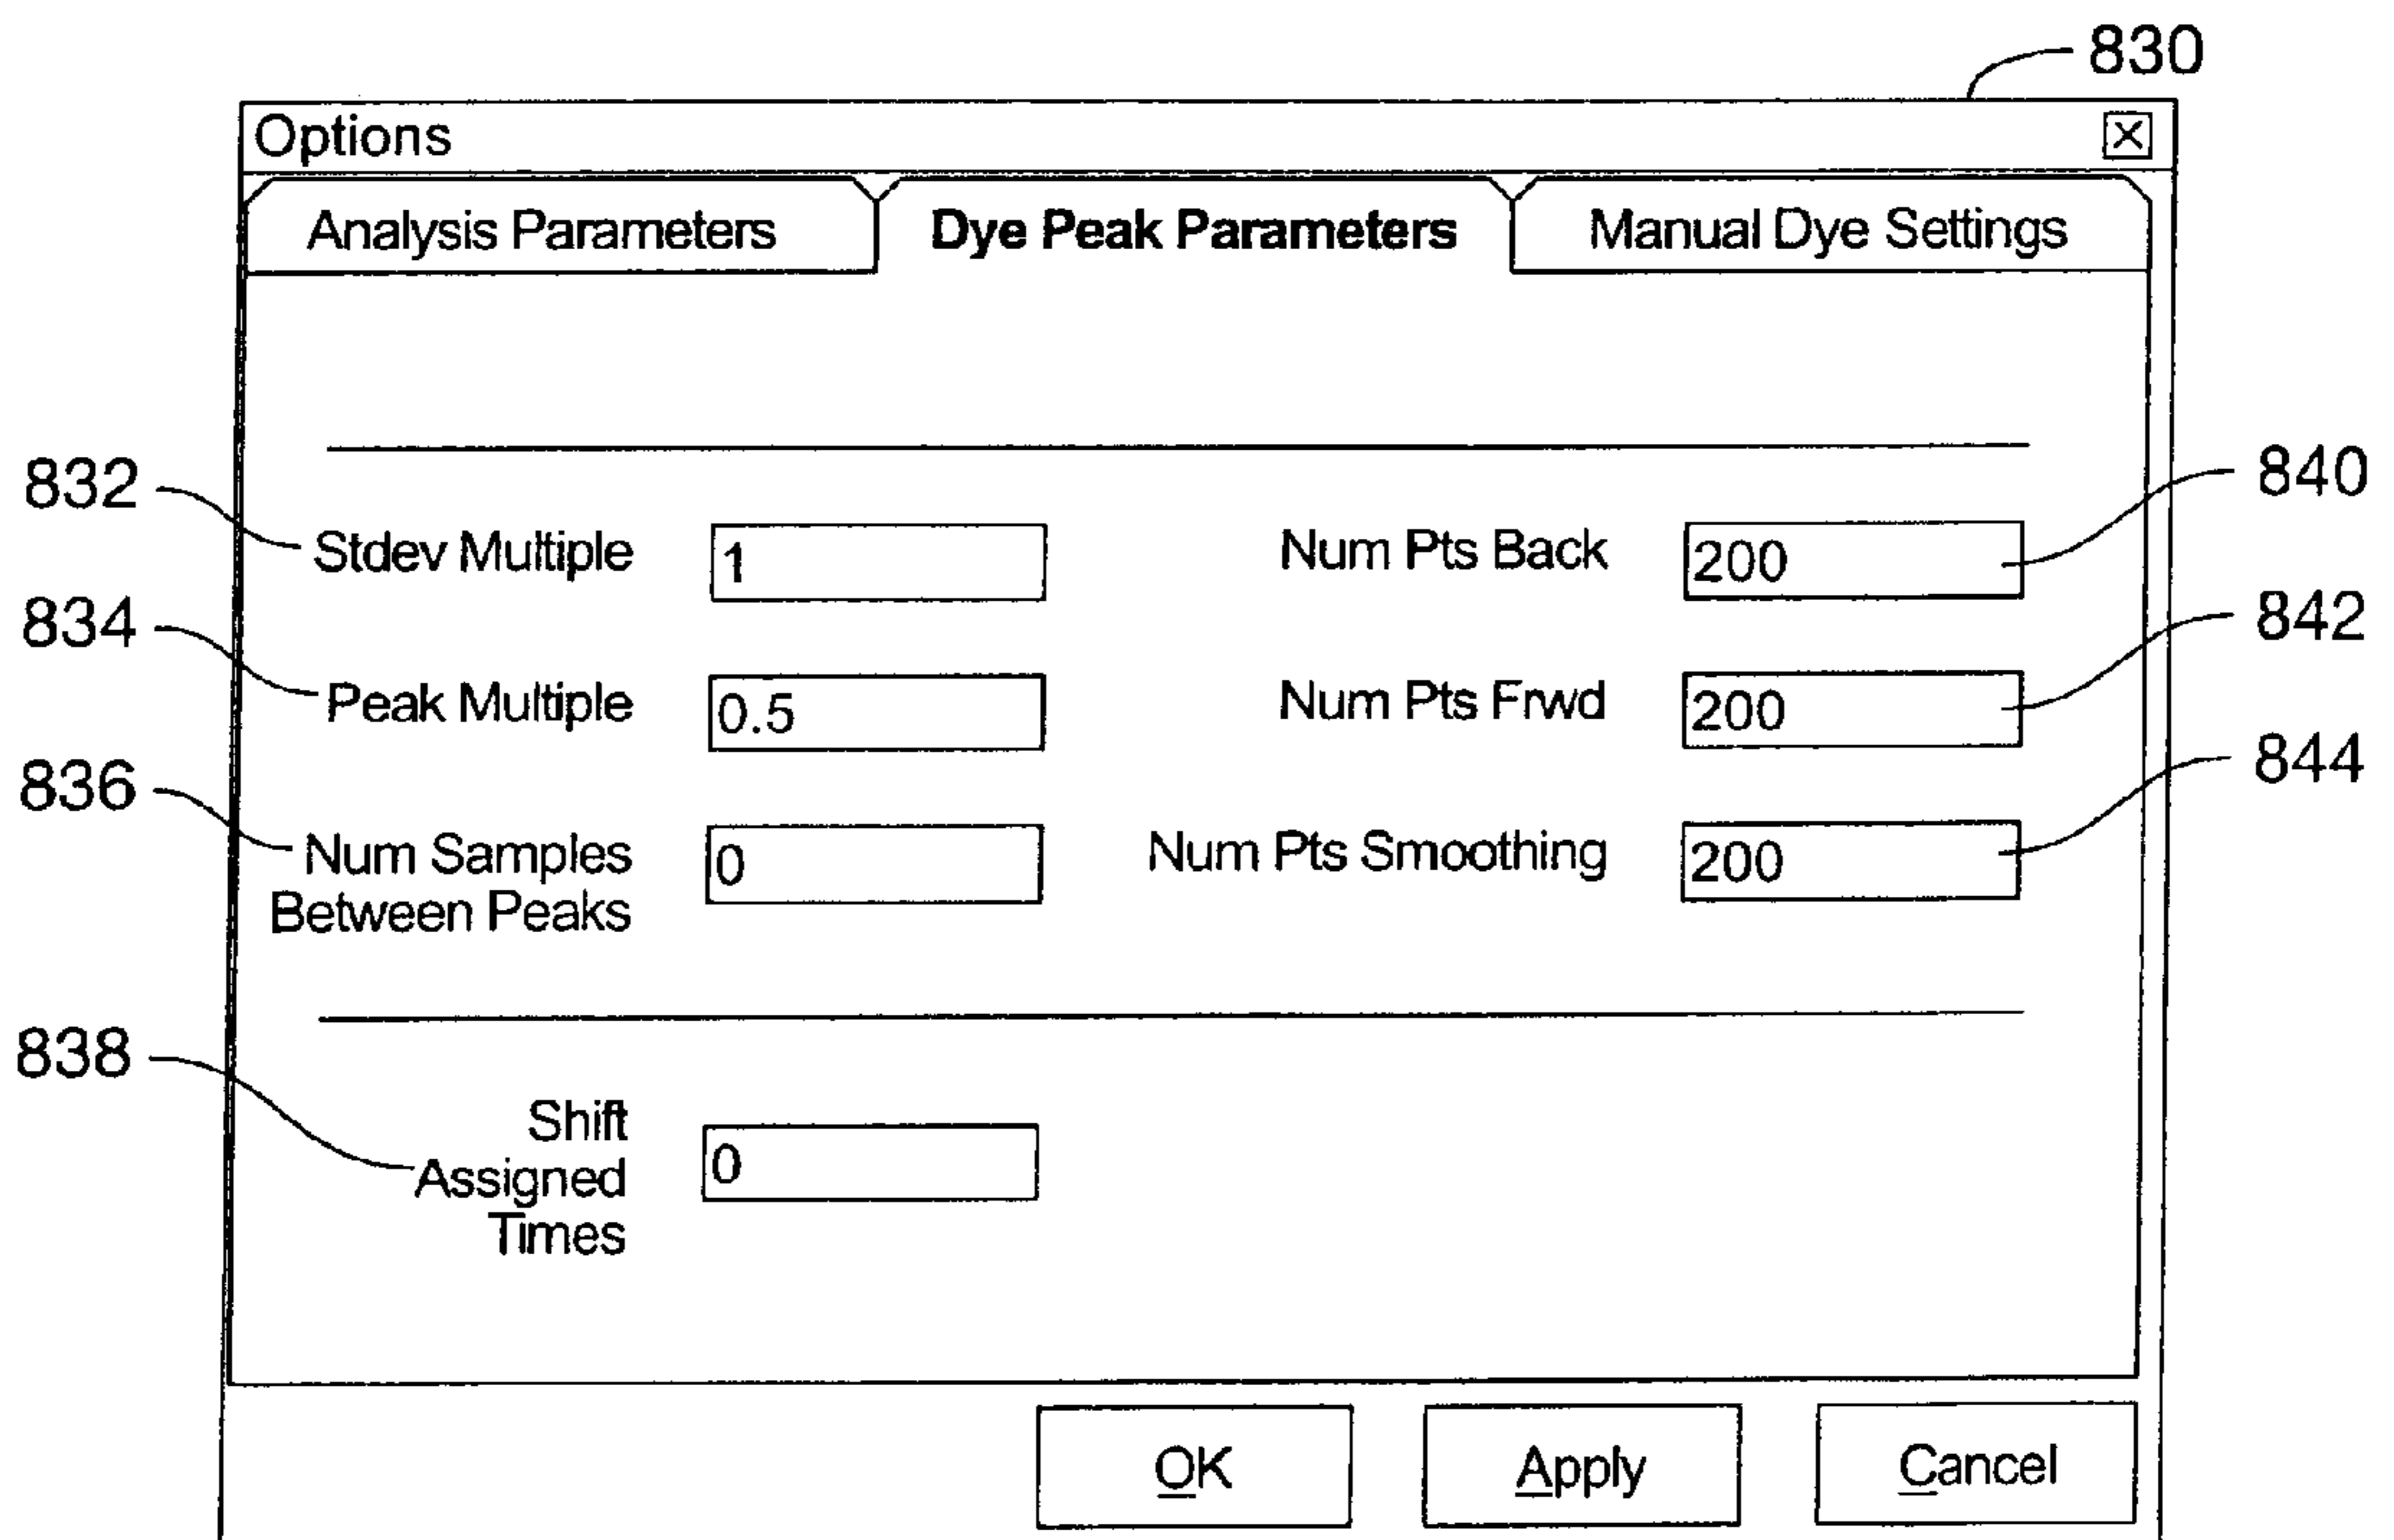 830
Options
Analysis Parameters
Dye Peak Parameters
Manual Dye Settings
832
Stdev Multiple
1
Num Pts Back
200
840
834
Peak Multiple
0.5
Num Pts Frwd
200
842
836
Num Samples
Between Peaks
0
Num Pts Smoothing
200
844
838
Shift
Assigned
Times
0
OK
Apply
Cancel